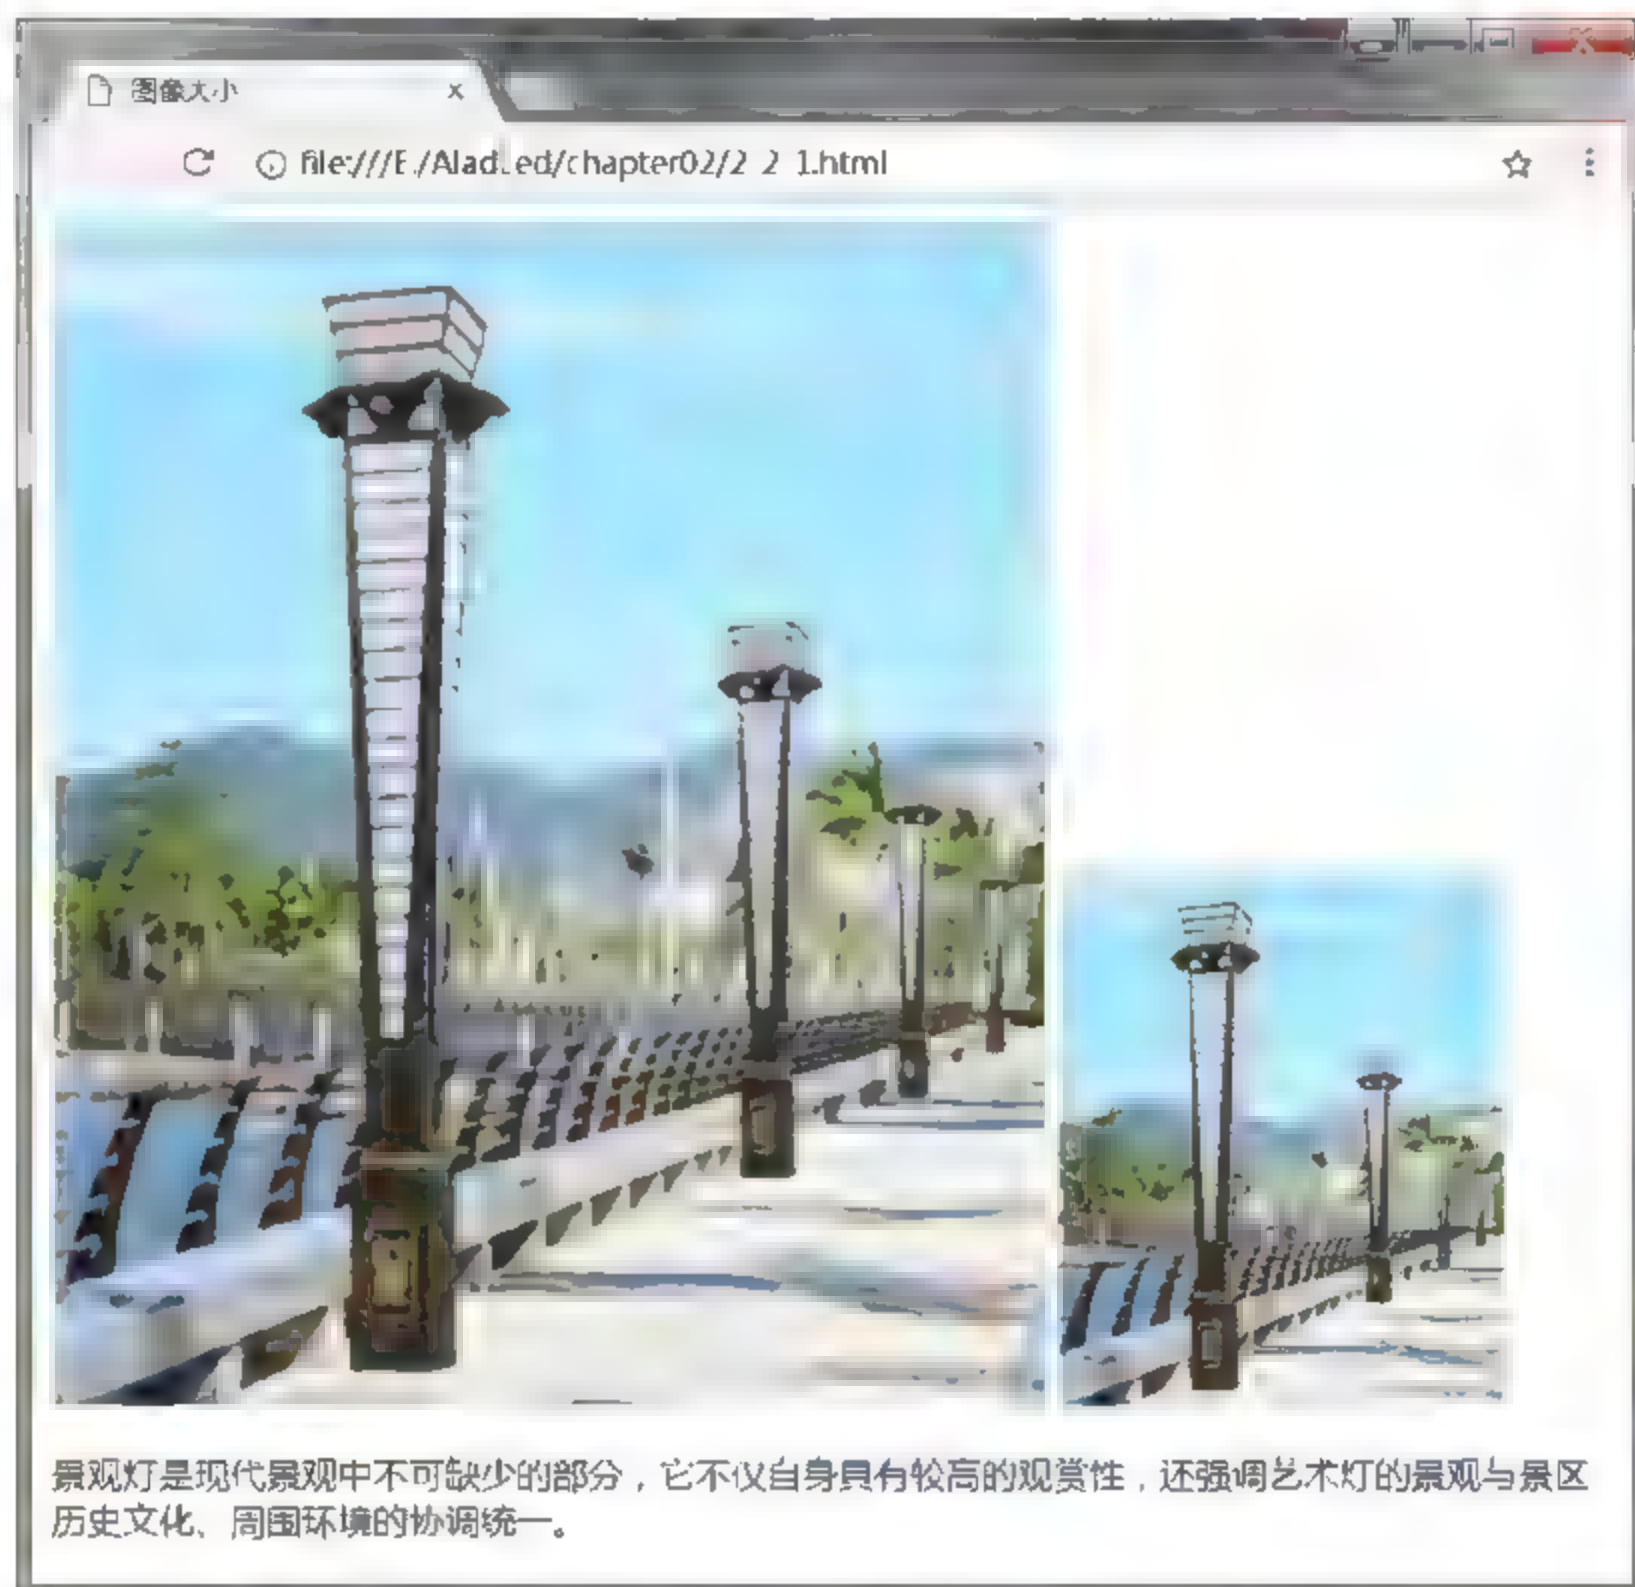 图像大小
file:///E:/Alad.ed/chapter02/2 2 1.html
景观灯是现代景观中不可缺少的部分，它不仅自身具有较高的观赏性，还强调艺术灯的景观与景区
历史文化、周围环境的协调统一。